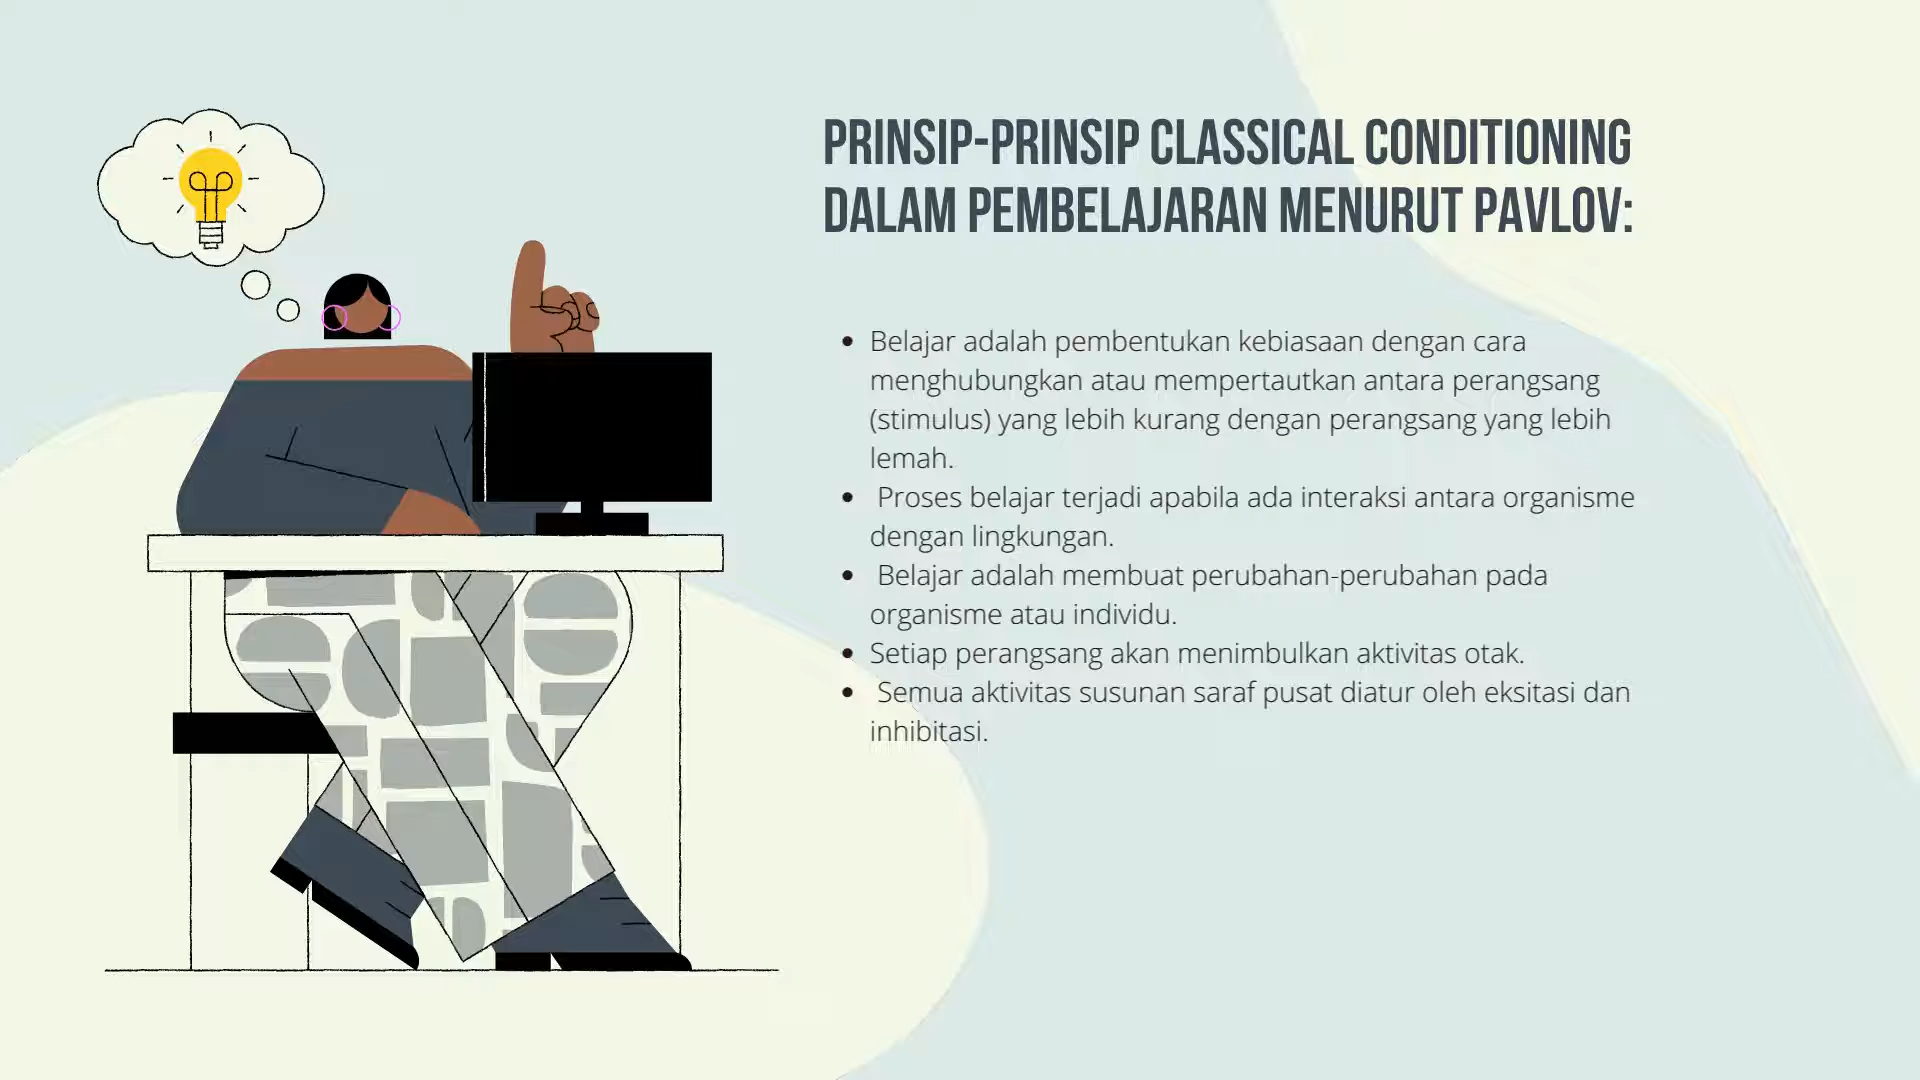 PRINSIP-PRINSIP CLASSICAL CONDITIONING
DALAM PEMBELAJARAN MENURUT PAVLOV:
• Belajar adalah pembentukan kebiasaan dengan cara
menghubungkan atau mempertautkan antara perangsang
(stimulus) yang lebih kurang dengan perangsang yang lebih
lemah.
• Proses belajar terjadi apabila ada interaksi antara organisme
dengan lingkungan.
• Belajar adalah membuat perubahan-perubahan pada
organisme atau individu.
• Setiap perangsang akan menimbulkan aktivitas otak.
• Semua aktivitas susunan saraf pusat diatur oleh eksitasi dan
inhibitasi.